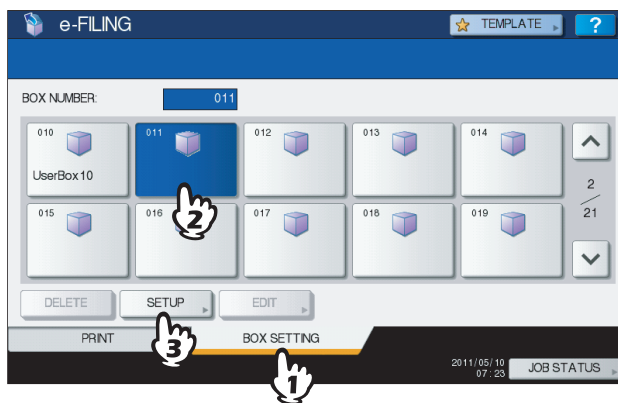 e-FILING
TEMPLATE
?
BOX NUMBER: 011
010 011 012 013 014
UserBox10
2
21
015 016 017 018 019
2
DELETE SETUP EDIT
3
PRINT BOX SETTING
1
2011/05/10
07:23
JOB STATUS